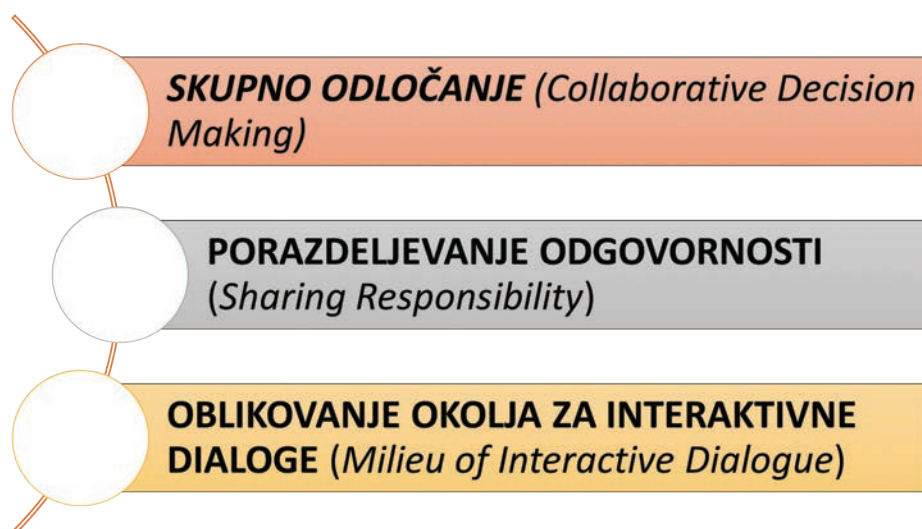 SKUPNO ODLOČANJE (Collaborative Decision
Making)
PORAZDELJEVANJE ODGOVORNOSTI
(Sharing Responsibility)
OBLIKOVANJE OKOLJA ZA INTERAKTIVNE
DIALOGE (Milieu of Interactive Dialogue)